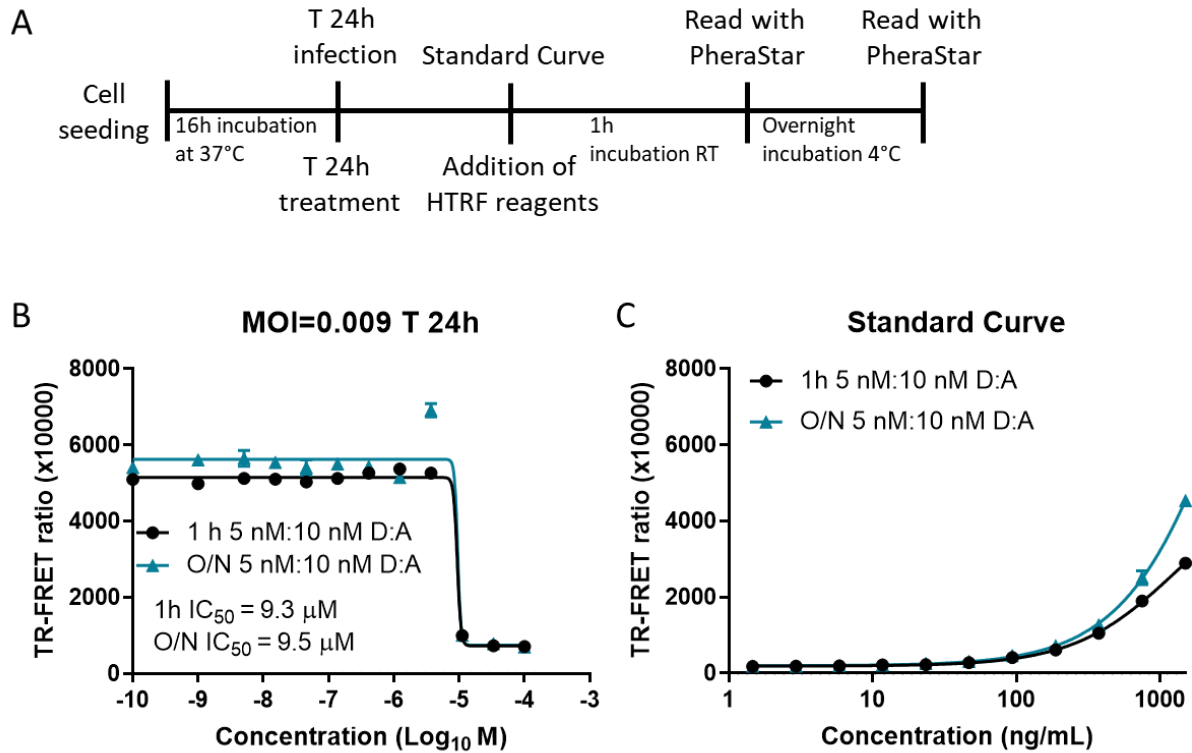 A
T 24h
infection
Standard Curve
Read with
PheraStar
Read with
PheraStar
Cell
seeding
16h incubation
at 37°C
1h
incubation RT
Overnight
incubation 4°C
T 24h
treatment
Addition of
HTRF reagents
B
MOI=0.009 T 24h
TR-FRET ratio (x10000)
8000
6000
4000
2000
0
1 h 5 nM:10 nM D:A
O/N 5 nM:10 nM D:A
1h IC50 = 9.3 µM
O/N IC50 = 9.5 µM
-10 -9 -8 -7 -6 -5 -4 -3
Concentration (Log10 M)
C
Standard Curve
TR-FRET ratio (x10000)
8000
6000
4000
2000
0
1h 5 nM:10 nM D:A
O/N 5 nM:10 nM D:A
1 10 100 1000
Concentration (ng/mL)